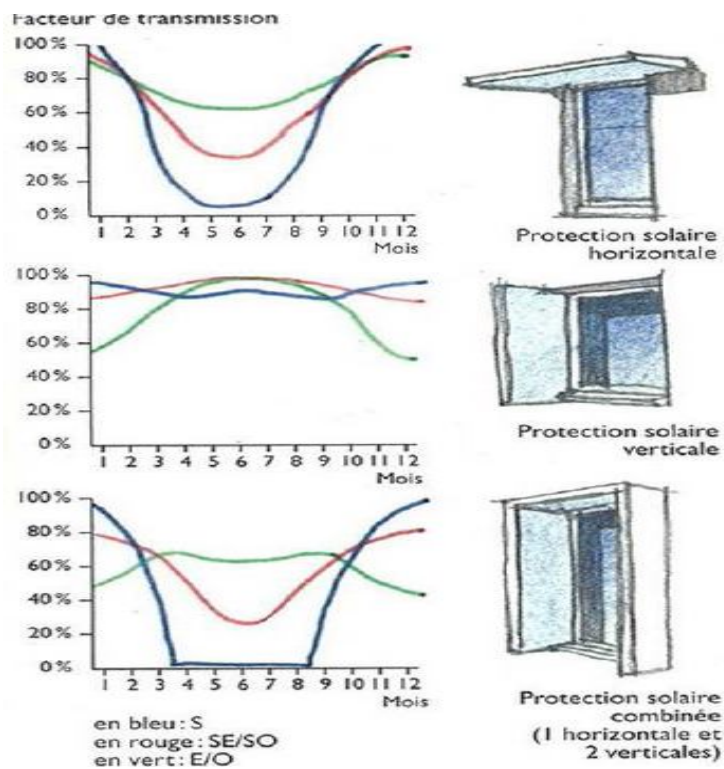 Facteur de transmission
100%
80%
60%
40%
20%
0%
1 2 3 4 5 6 7 8 9 10 11 12
Mois
Protection solaire
horizontale
100%
80%
60%
40%
20%
0%
1 2 3 4 5 6 7 8 9 10 11 12
Mois
Protection solaire
verticale
100%
80%
60%
40%
20%
0%
1 2 3 4 5 6 7 8 9 10 11 12
Mois
Protection solaire
combinée
(1 horizontale et
2 verticales)
en bleu : S
en rouge : SE/SO
en vert : E/O